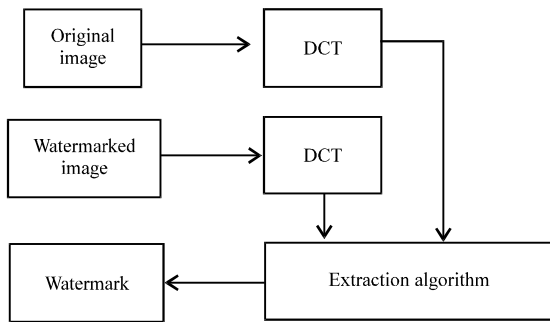 Original
image
DCT
Watermarked
image
DCT
Watermark
Extraction algorithm